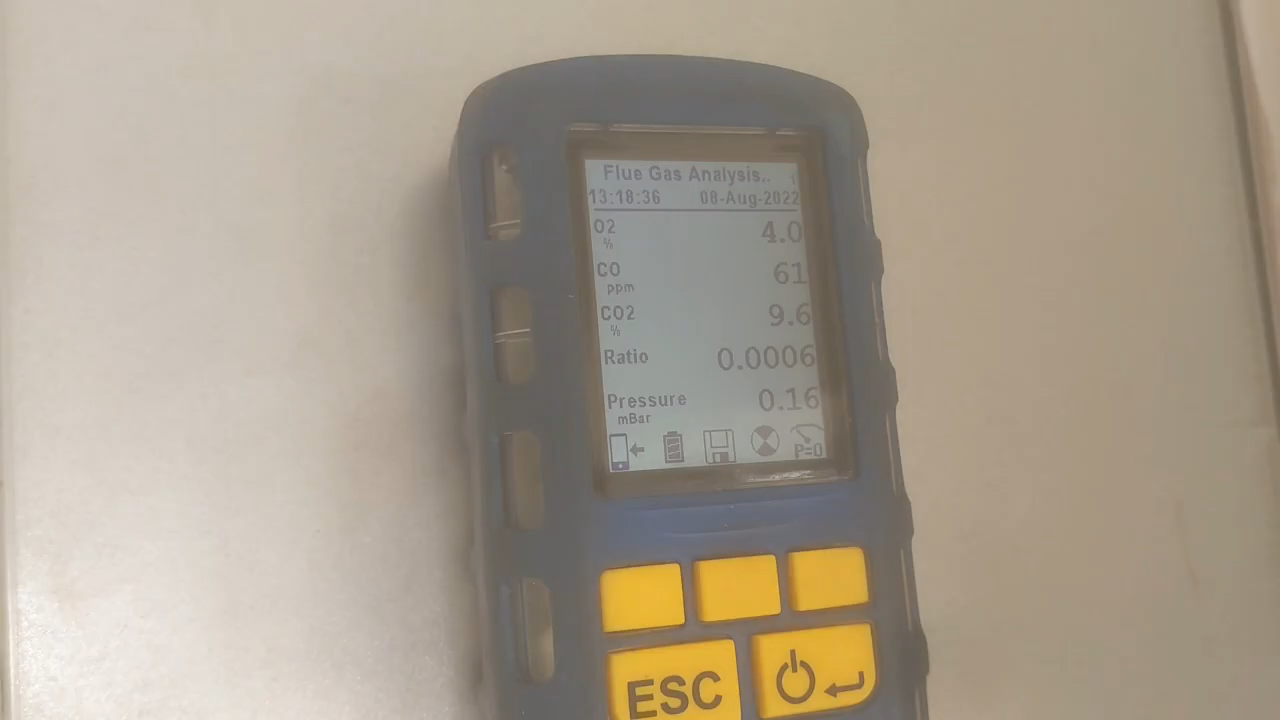 Flue Gas Analysis..
13:18:36 08-Aug-2022
O2 4.0
%
CO 61
ppm
CO2 9.6
%
Ratio 0.0006
Pressure 0.16
mBar
P=0
ESC